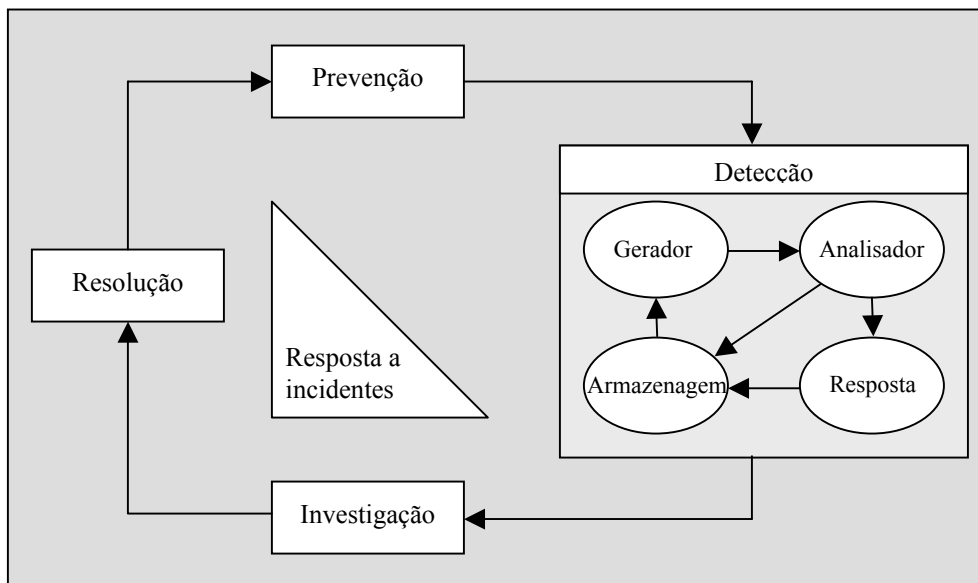 Prevenção
Detecção
Gerador
Analisador
Resolução
Resposta a
incidentes
Armazenagem
Resposta
Investigação